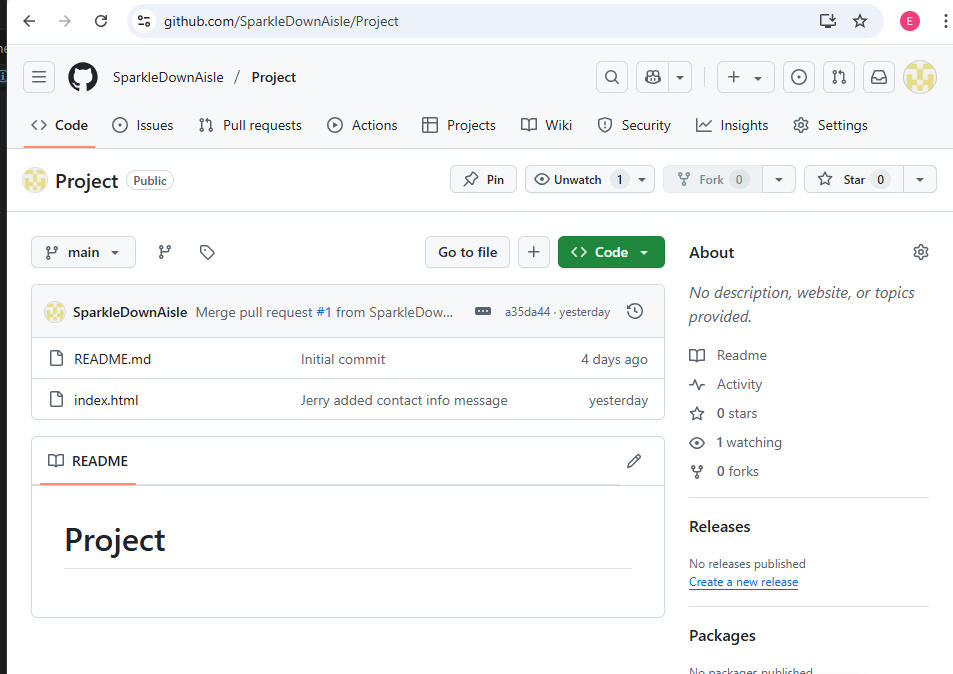 github.com/SparkleDownAisle/Project
E
SparkleDownAisle / Project
Code Issues Pull requests Actions Projects Wiki Security Insights Settings
Project Public
Pin Unwatch 1 Fork 0 Star 0
main Go to file Code
SparkleDownAisle Merge pull request #1 from SparkleDow... a35da44 · yesterday
README.md Initial commit 4 days ago
index.html Jerry added contact info message yesterday
README
Project
About
No description, website, or topics
provided.
Readme
Activity
0 stars
1 watching
0 forks
Releases
No releases published
Create a new release
Packages
No packages published